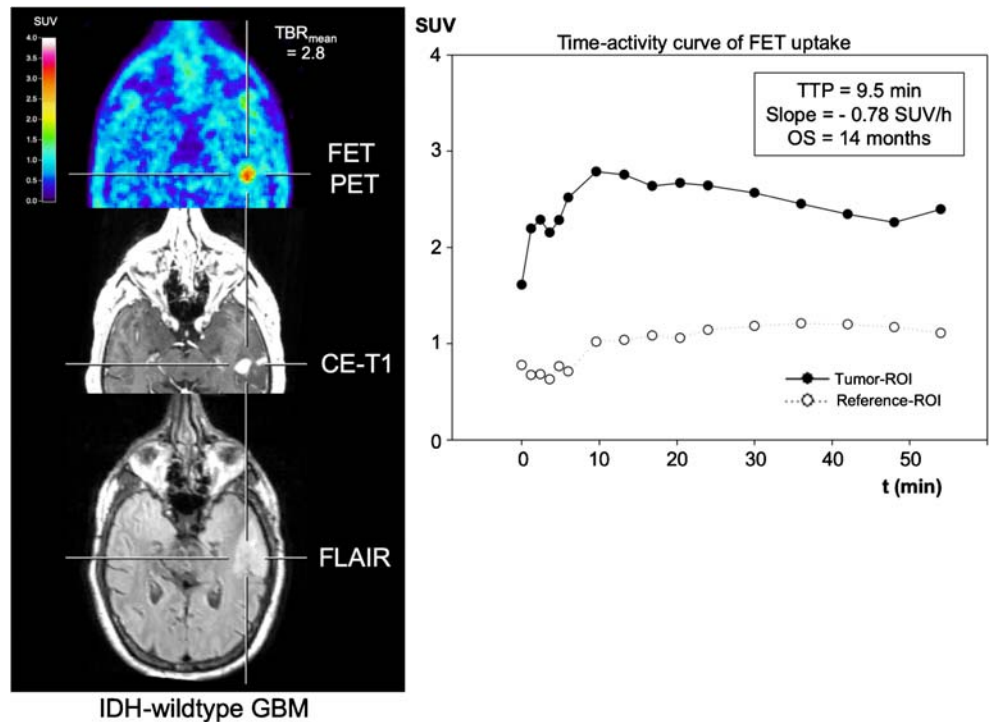 SUV
4.0
3.5
3.0
2.5
2.0
1.5
1.0
0.5
0.0
TBRmean
= 2.8
FET
PET
CE-T1
FLAIR
IDH-wildtype GBM
SUV
Time-activity curve of FET uptake
TTP = 9.5 min
Slope = - 0.78 SUV/h
OS = 14 months
4
3
2
1
0
Tumor-ROI
Reference-ROI
0 10 20 30 40 50
t (min)